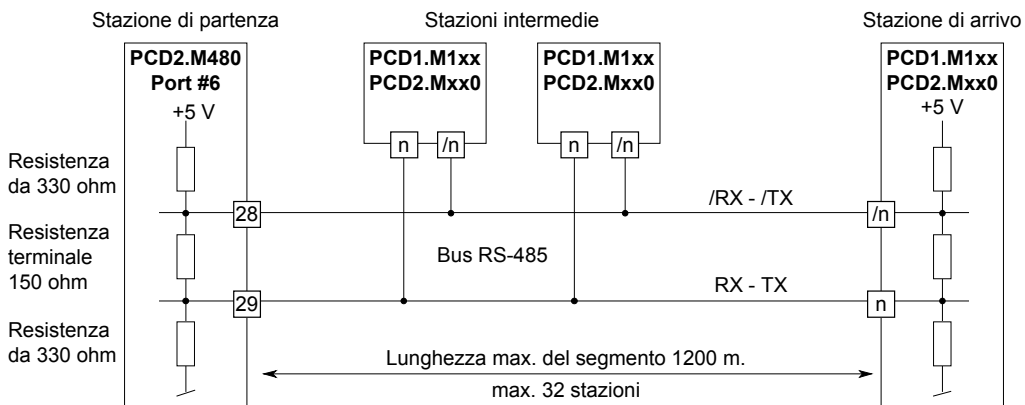 Stazione di partenza
Stazioni intermedie
Stazione di arrivo
PCD2.M480
Port #6
+5 V
PCD1.M1xx
PCD2.Mxx0
PCD1.M1xx
PCD2.Mxx0
PCD1.M1xx
PCD2.Mxx0
+5 V
n
/n
n
/n
Resistenza
da 330 ohm
28
/RX - /TX
/n
Resistenza
terminale
150 ohm
Bus RS-485
29
RX - TX
n
Resistenza
da 330 ohm
Lunghezza max. del segmento 1200 m.
max. 32 stazioni